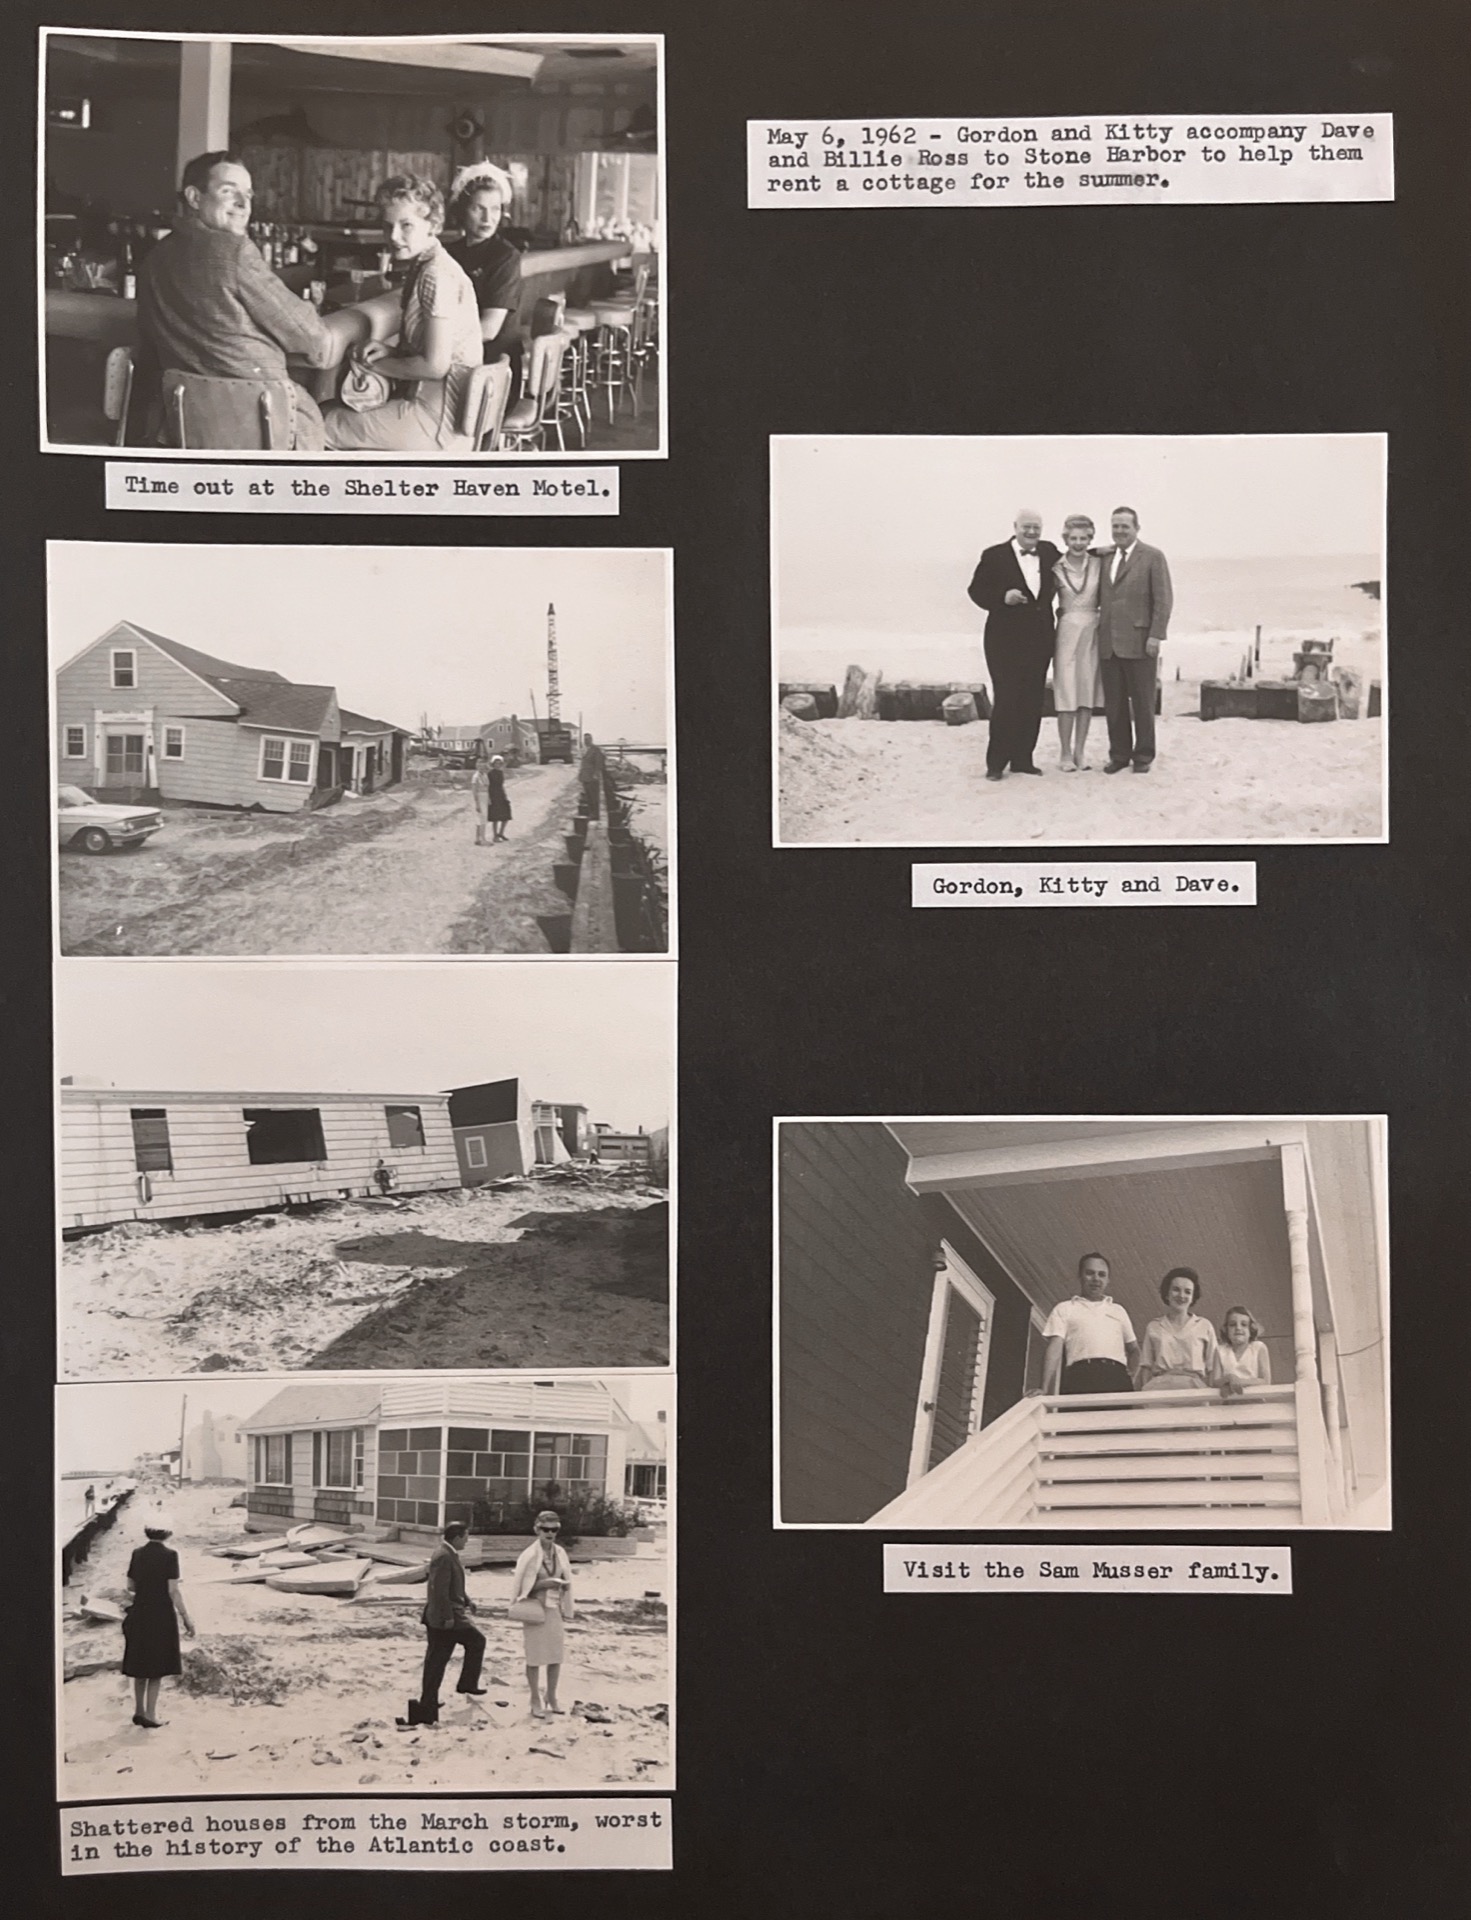 May 6, 1962 - Gordon and Kitty accompany Dave
and Billie Ross to Stone Harbor to help them
rent a cottage for the summer.
Time out at the Shelter Haven Motel.
Gordon, Kitty and Dave.
Visit the Sam Musser family.
Shattered houses from the March storm, worst
in the history of the Atlantic coast.